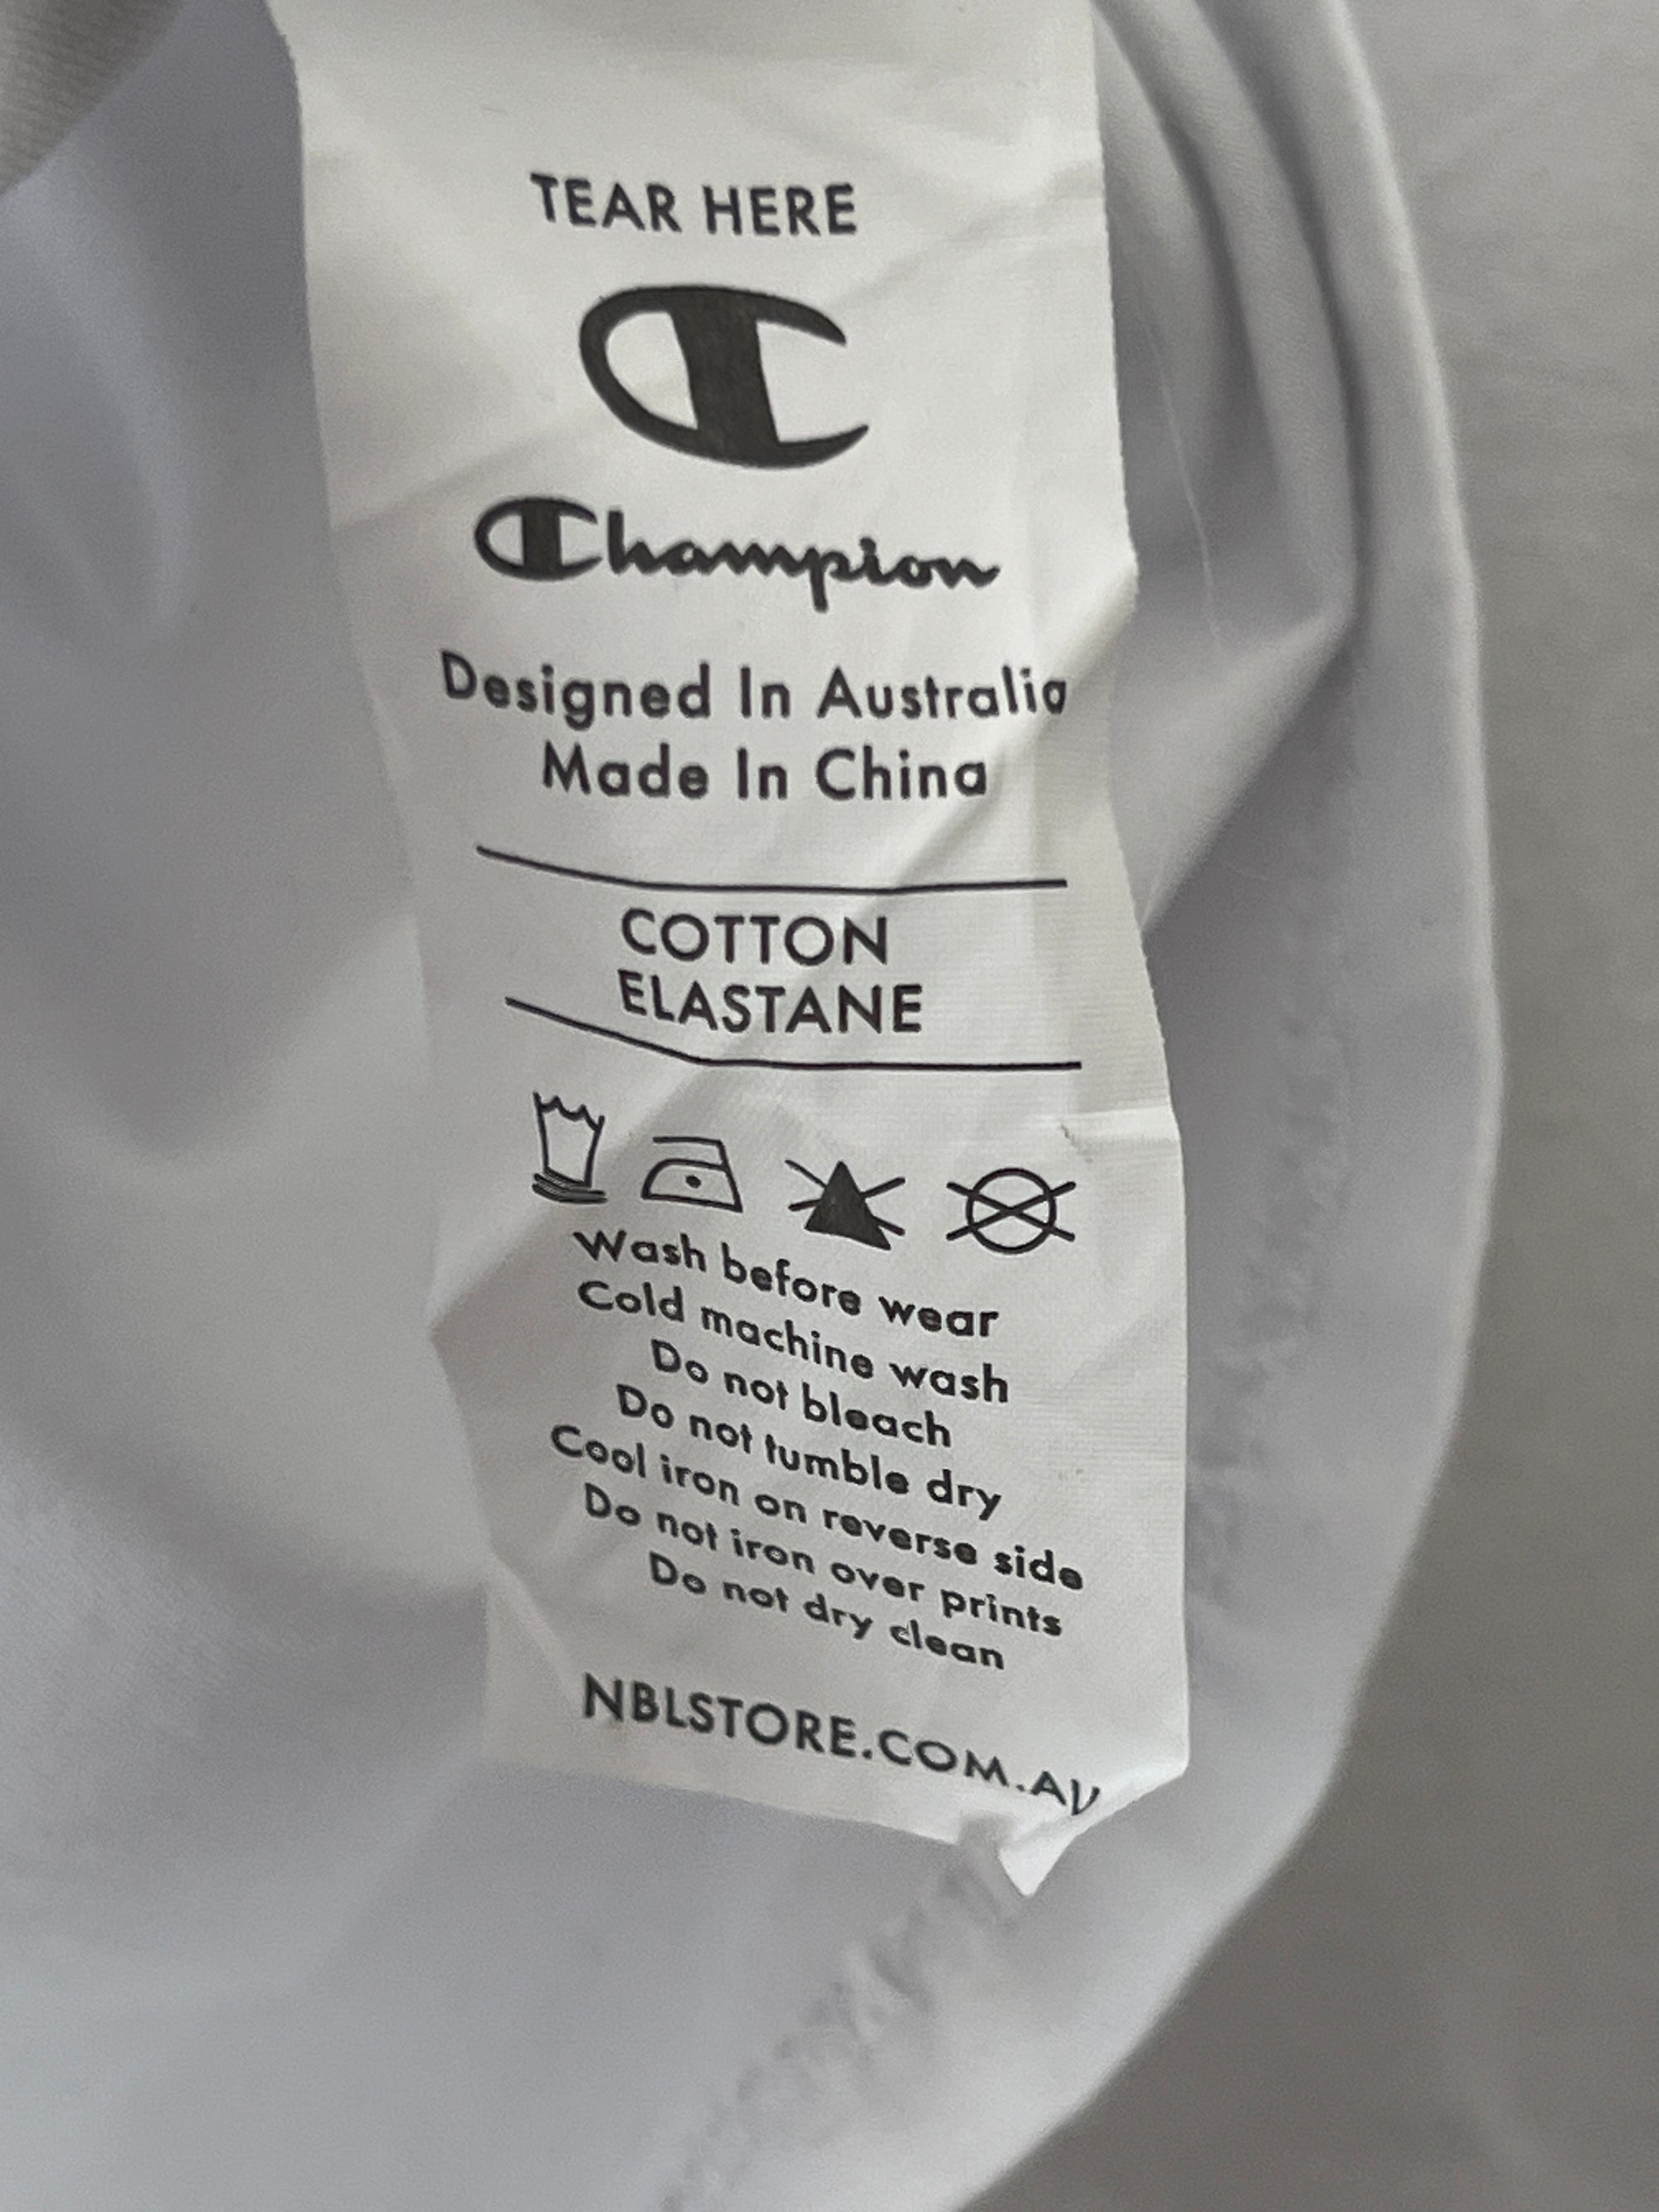 TEAR HERE
Champion
Designed In Australia
Made In China
COTTON
ELASTANE
Wash before wear
Cold machine wash
Do not bleach
Do not tumble dry
Cool iron on reverse side
Do not iron over prints
Do not dry clean
NBLSTORE.COM.AU